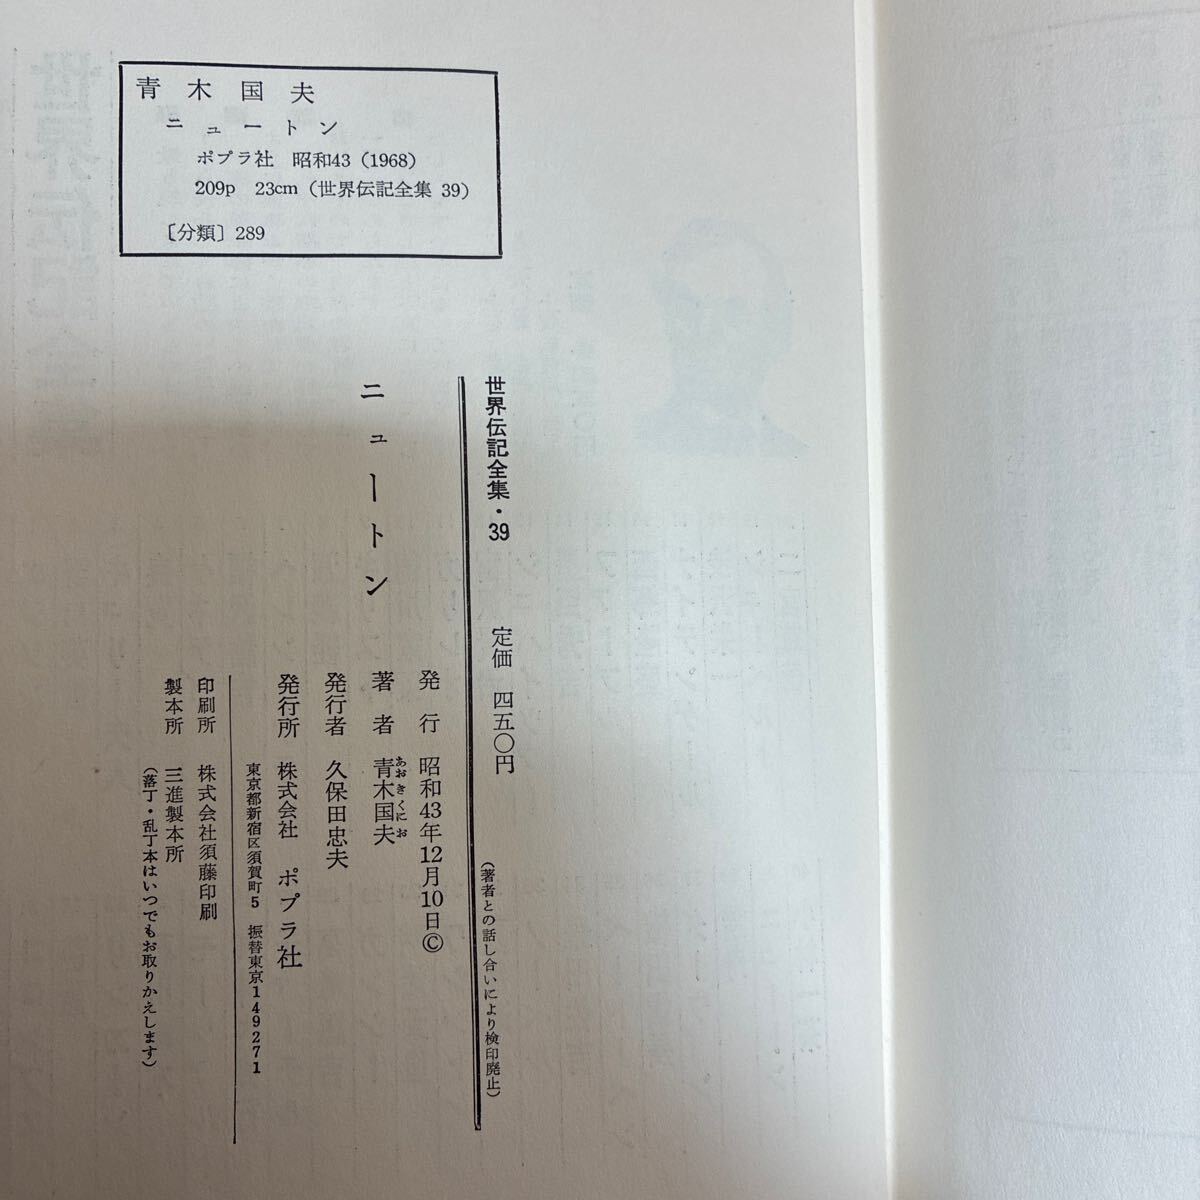 青木国夫
ニュートン
ポプラ社 昭和43（1968）
209p 23cm（世界伝記全集 39）
〔分類〕289
世界伝記全集・39
定価 四五〇円
（著者との話し合いにより検印廃止）
ニュートン
発行 昭和43年12月10日©
著者 青木国夫
あおきくにお
発行者 久保田忠夫
発行所 株式会社 ポプラ社
東京都新宿区須賀町5 振替東京149271
印刷所 株式会社須藤印刷
製本所 三進製本所
（落丁・乱丁本はいつでもお取りかえします）
世界伝記全